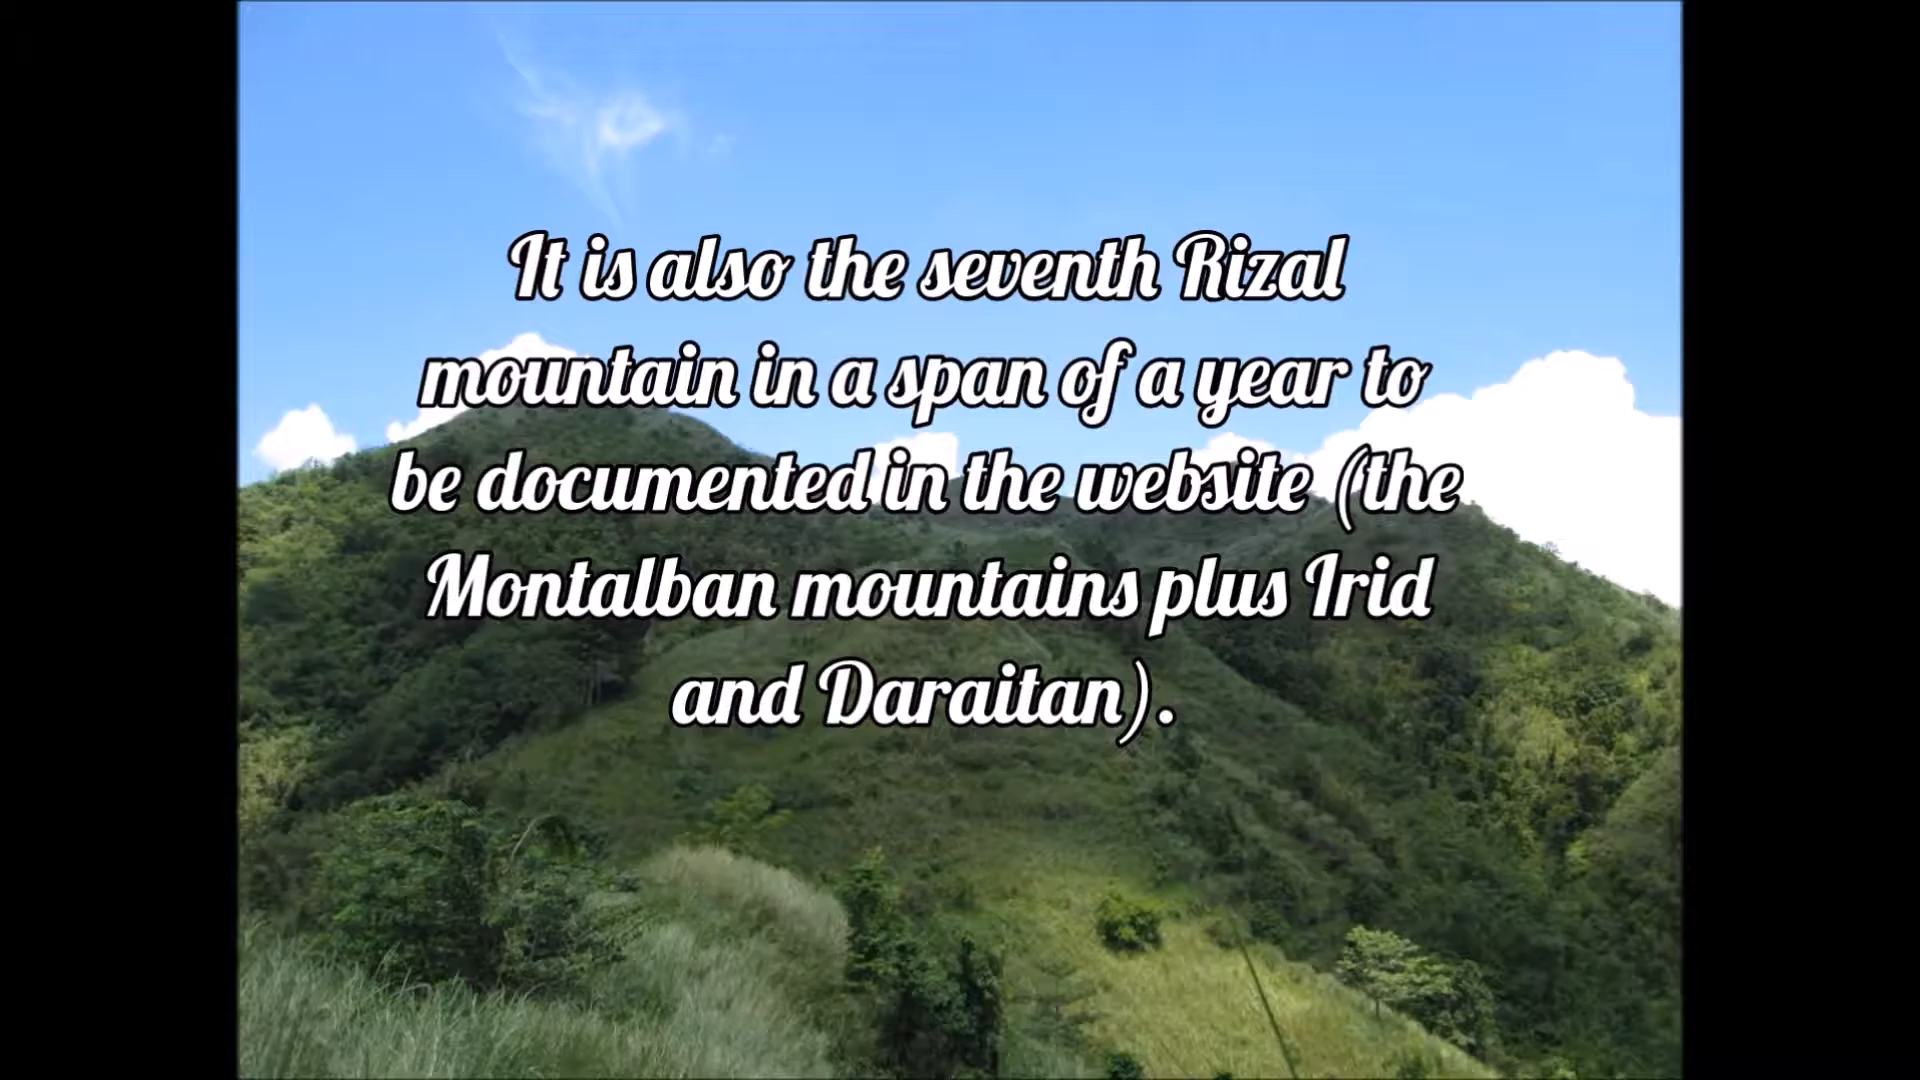 It is also the seventh Rizal
mountain in a span of a year to
be documented in the website (the
Montalban mountains plus Irid
and Daraitan).